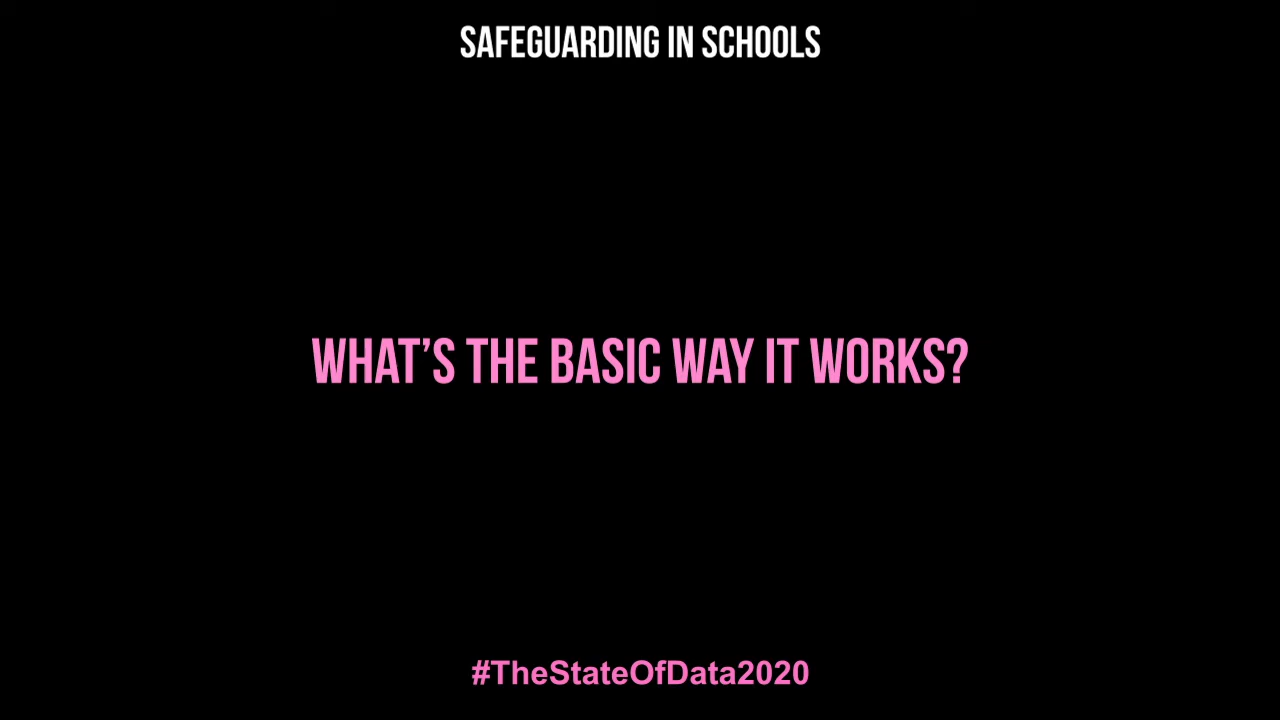 SAFEGUARDING IN SCHOOLS
WHAT’S THE BASIC WAY IT WORKS?
#TheStateOfData2020